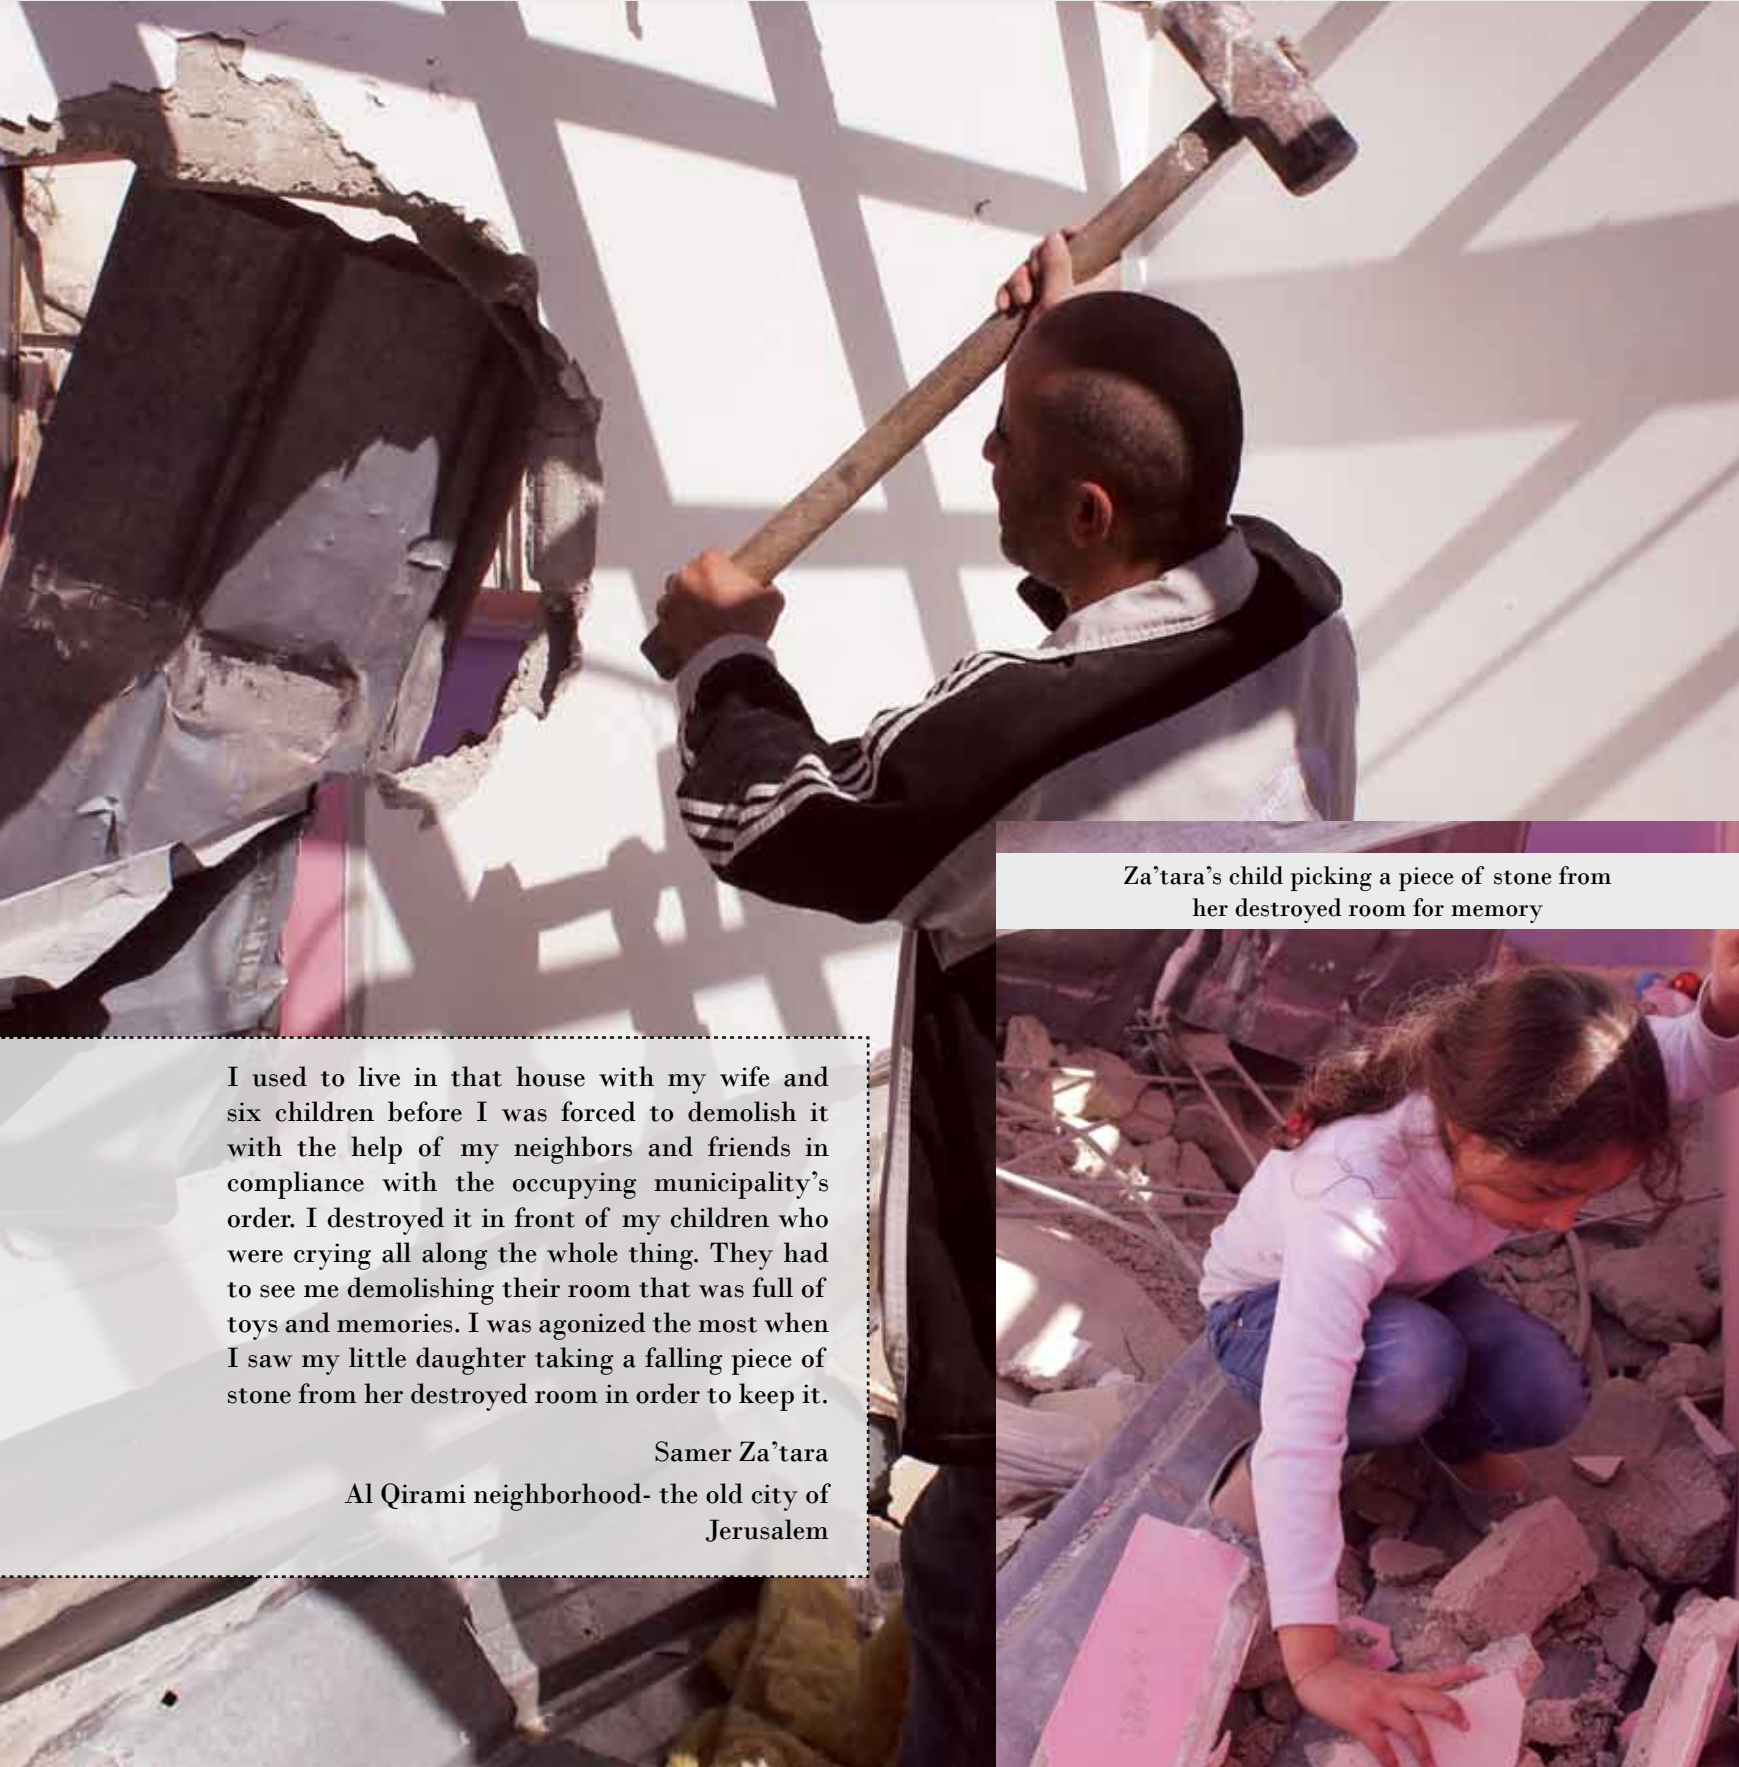 Za’tara’s child picking a piece of stone from
her destroyed room for memory
I used to live in that house with my wife and
six children before I was forced to demolish it
with the help of my neighbors and friends in
compliance with the occupying municipality’s
order. I destroyed it in front of my children who
were crying all along the whole thing. They had
to see me demolishing their room that was full of
toys and memories. I was agonized the most when
I saw my little daughter taking a falling piece of
stone from her destroyed room in order to keep it.
Samer Za’tara
Al Qirami neighborhood- the old city of
Jerusalem